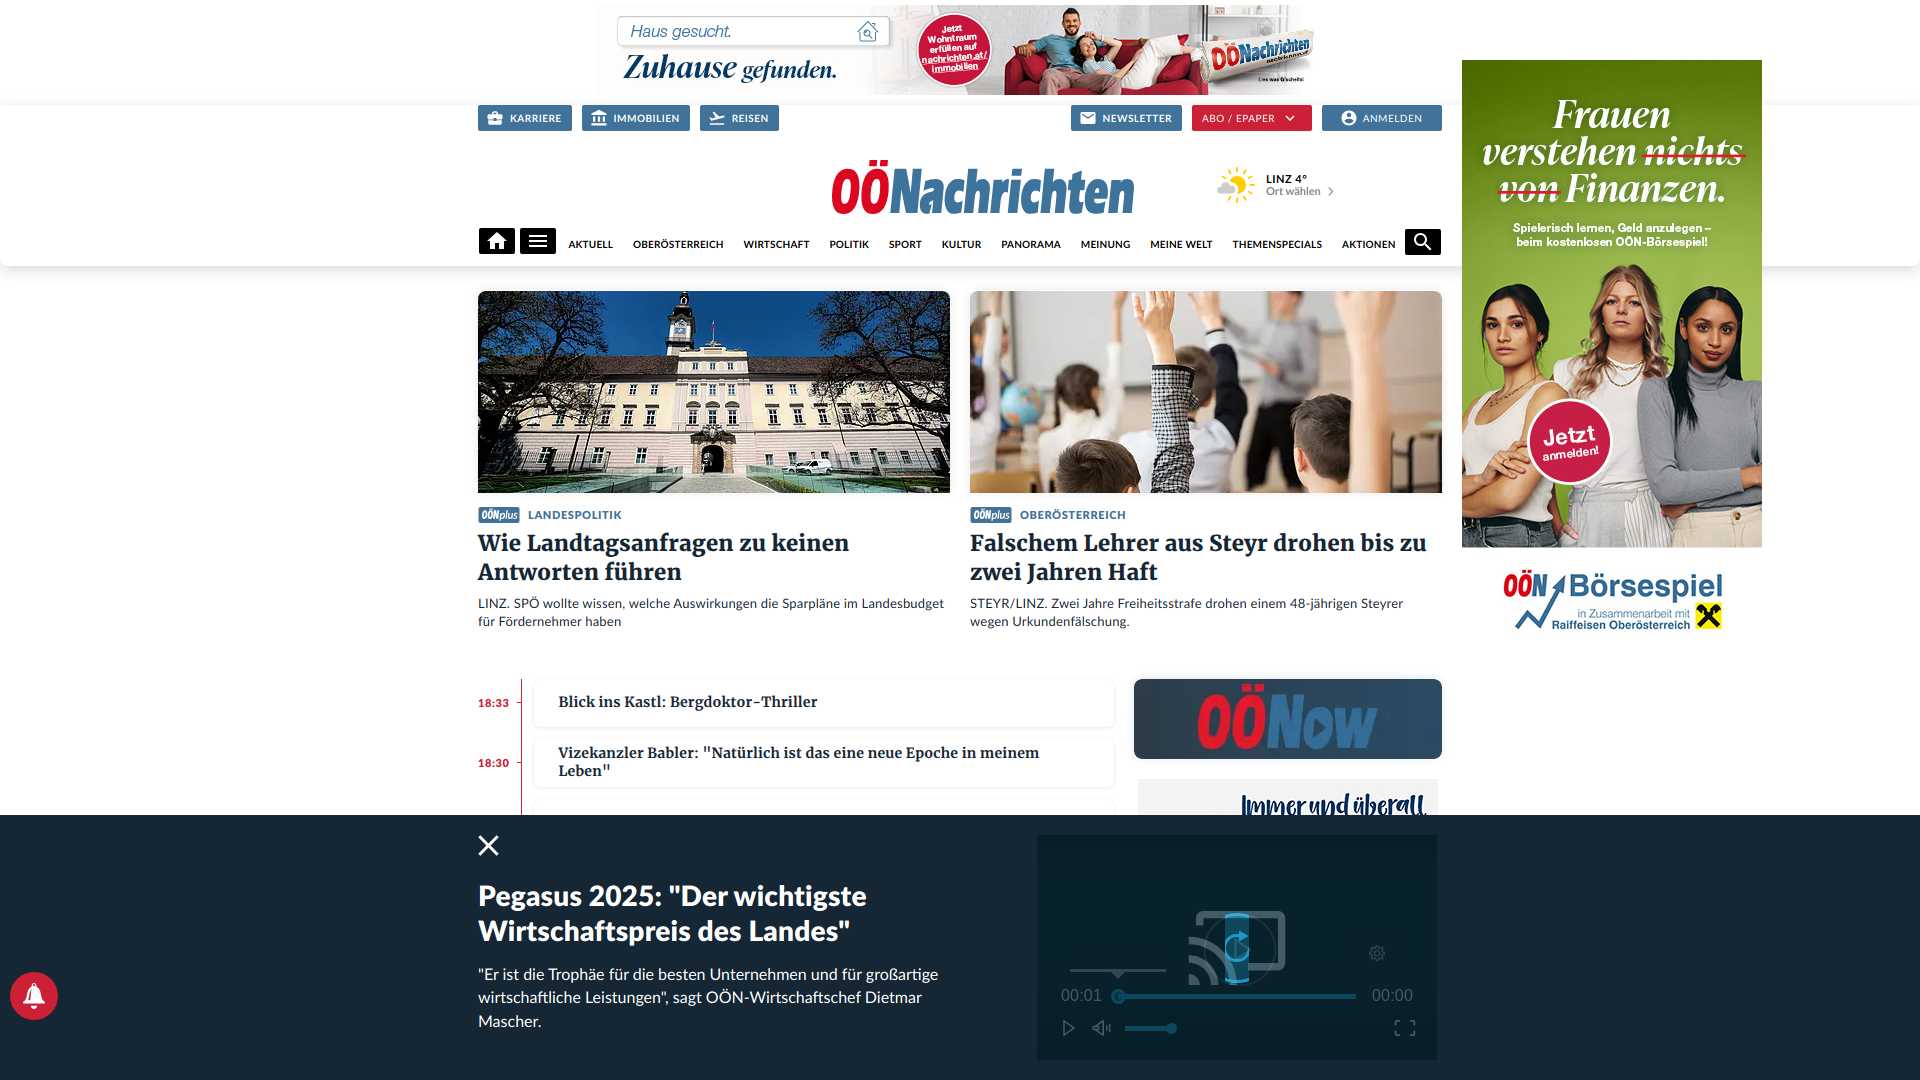 Haus gesucht.
Zuhause gefunden.
Jetzt
Wohntraum
erfüllen auf
nachrichten.at/
immobilien
OÖNachrichten
Lies was G'scheits!
KARRIERE
IMMOBILIEN
REISEN
NEWSLETTER
ABO / EPAPER
ANMELDEN
OÖNachrichten
LINZ 4°
Ort wählen
AKTUELL
OBERÖSTERREICH
WIRTSCHAFT
POLITIK
SPORT
KULTUR
PANORAMA
MEINUNG
MEINE WELT
THEMENSPECIALS
AKTIONEN
Frauen
verstehen nichts
von Finanzen.
Spielerisch lernen, Geld anzulegen –
beim kostenlosen OÖN-Börsespiel!
Jetzt
anmelden!
OÖN Börsespiel
in Zusammenarbeit mit
Raiffeisen Oberösterreich
OÖNplus LANDESPOLITIK
Wie Landtagsanfragen zu keinen
Antworten führen
LINZ. SPÖ wollte wissen, welche Auswirkungen die Sparpläne im Landesbudget
für Fördernehmer haben
OÖNplus OBERÖSTERREICH
Falschem Lehrer aus Steyr drohen bis zu
zwei Jahren Haft
STEYR/LINZ. Zwei Jahre Freiheitsstrafe drohen einem 48-jährigen Steyrer
wegen Urkundenfälschung.
18:33
Blick ins Kastl: Bergdoktor-Thriller
18:30
Vizekanzler Babler: "Natürlich ist das eine neue Epoche in meinem
Leben"
OÖNow
Immer und überall
Pegasus 2025: "Der wichtigste
Wirtschaftspreis des Landes"
"Er ist die Trophäe für die besten Unternehmen und für großartige
wirtschaftliche Leistungen", sagt OÖN-Wirtschaftschef Dietmar
Mascher.
00:01
00:00